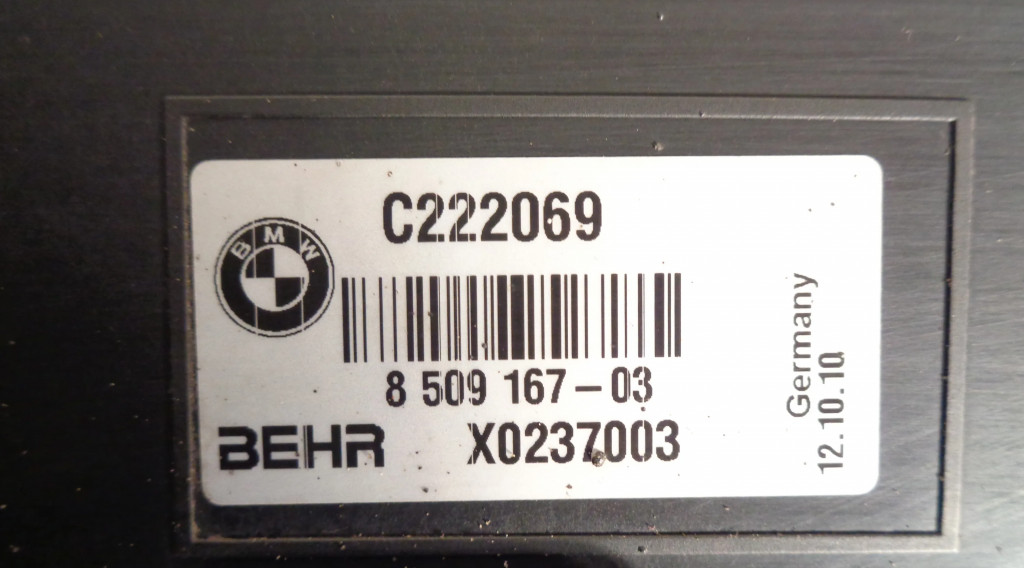 C222069
BMW
8 509 167-03
BEHR X0237003
Germany
12.10.10